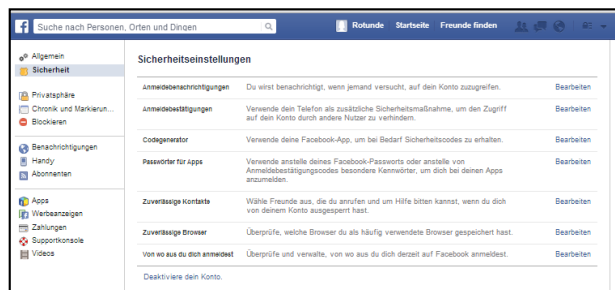 f
Suche nach Personen, Orten und Dingen
Rotunde Startseite Freunde finden
Allgemein
Sicherheit
Privatsphäre
Chronik und Markierun...
Blockieren
Benachrichtigungen
Handy
Abonnenten
Apps
Werbeanzeigen
Zahlungen
Supportkonsole
Videos
Sicherheitseinstellungen
Anmeldebenachrichtigungen Du wirst benachrichtigt, wenn jemand versucht, auf dein Konto zuzugreifen. Bearbeiten
Anmeldebestätigungen Verwende dein Telefon als zusätzliche Sicherheitsmaßnahme, um den Zugriff Bearbeiten
auf dein Konto durch andere Nutzer zu verhindern.
Codegenerator Verwende deine Facebook-App, um bei Bedarf Sicherheitscodes zu erhalten. Bearbeiten
Passwörter für Apps Verwende anstelle deines Facebook-Passworts oder anstelle von Bearbeiten
Anmeldebestätigungscodes besondere Kennwörter, um dich bei deinen Apps
anzumelden.
Zuverlässige Kontakte Wähle Freunde aus, die du anrufen und um Hilfe bitten kannst, wenn du dich Bearbeiten
von deinem Konto ausgesperrt hast.
Zuverlässige Browser Überprüfe, welche Browser du als häufig verwendete Browser gespeichert hast. Bearbeiten
Von wo aus du dich anmeldest Überprüfe und verwalte, von wo aus du dich derzeit auf Facebook anmeldest. Bearbeiten
Deaktiviere dein Konto.